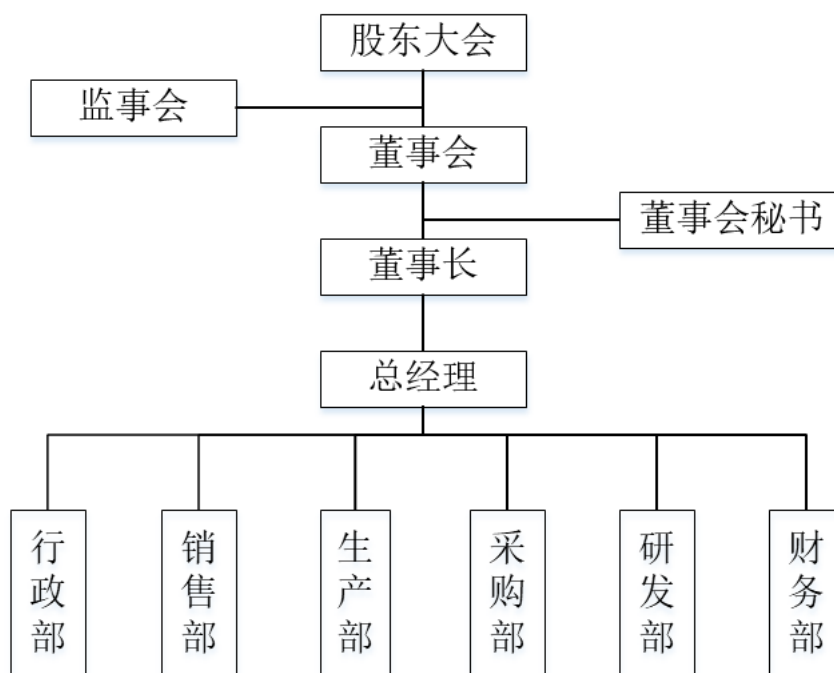 股东大会
监事会
董事会
董事会秘书
董事长
总经理
行政部
销售部
生产部
采购部
研发部
财务部